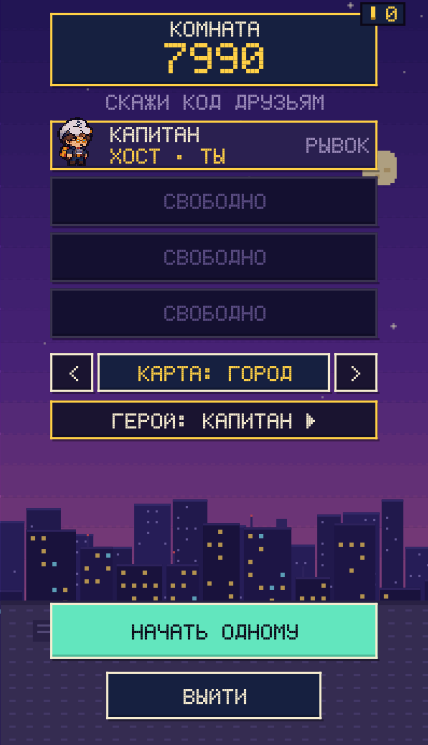 0
КОМНАТА
7990
СКАЖИ КОД ДРУЗЬЯМ
КАПИТАН
ХОСТ · ТЫ
РЫВОК
СВОБОДНО
СВОБОДНО
СВОБОДНО
< КАРТА: ГОРОД >
ГЕРОЙ: КАПИТАН
НАЧАТЬ ОДНОМУ
ВЫЙТИ